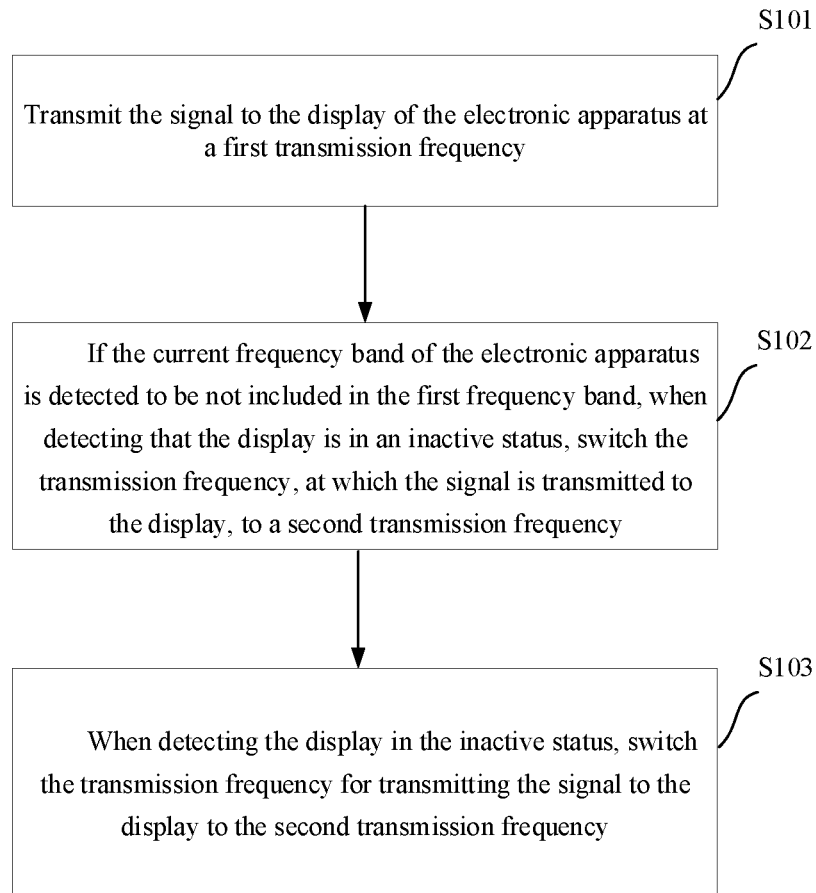 S101
Transmit the signal to the display of the electronic apparatus at
a first transmission frequency
S102
If the current frequency band of the electronic apparatus
is detected to be not included in the first frequency band, when
detecting that the display is in an inactive status, switch the
transmission frequency, at which the signal is transmitted to
the display, to a second transmission frequency
S103
When detecting the display in the inactive status, switch
the transmission frequency for transmitting the signal to the
display to the second transmission frequency